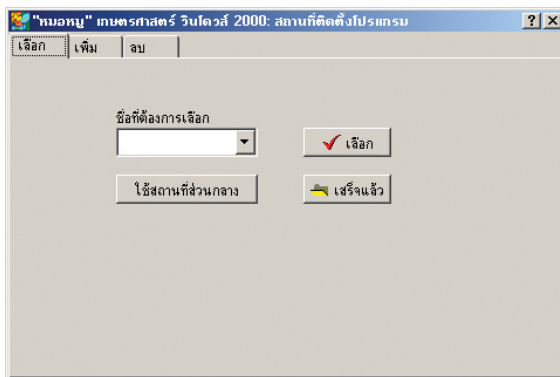 "หมอหมู" เกษตรศาสตร์ วินโดวส์ 2000: สถานที่ติดตั้งโปรแกรม
เลือก เพิ่ม ลบ
ชื่อที่ต้องการเลือก
เลือก
ใช้สถานที่ส่วนกลาง เสร็จแล้ว